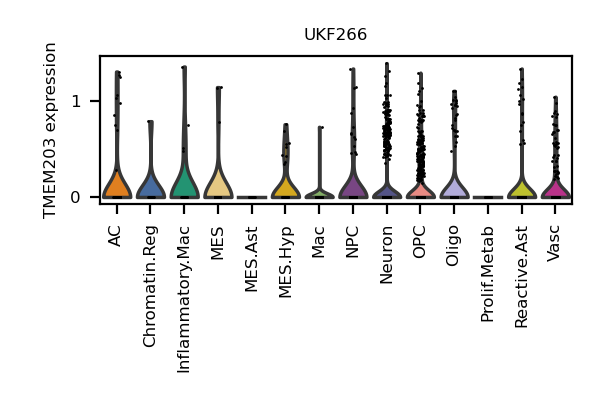 UKF266
TMEM203 expression
1
0
AC
Chromatin.Reg
Inflammatory.Mac
MES
MES.Ast
MES.Hyp
Mac
NPC
Neuron
OPC
Oligo
Prolif.Metab
Reactive.Ast
Vasc